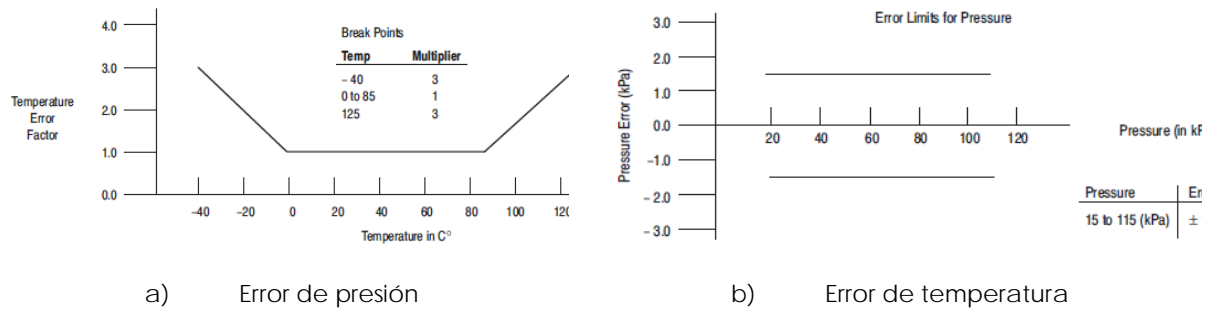 4.0
3.0
2.0
1.0
0.0
Temperature
Error
Factor
Break Points
Temp Multiplier
– 40 3
0 to 85 1
125 3
–40 –20 0 20 40 60 80 100
Temperature in C°
Error Limits for Pressure
3.0
2.0
1.0
0.0
–1.0
– 2.0
– 3.0
Pressure Error (kPa)
20 40 60 80 100 120
Pressure (in
Pressure
15 to 115 (kPa) ±
a) Error de presión
b) Error de temperatura